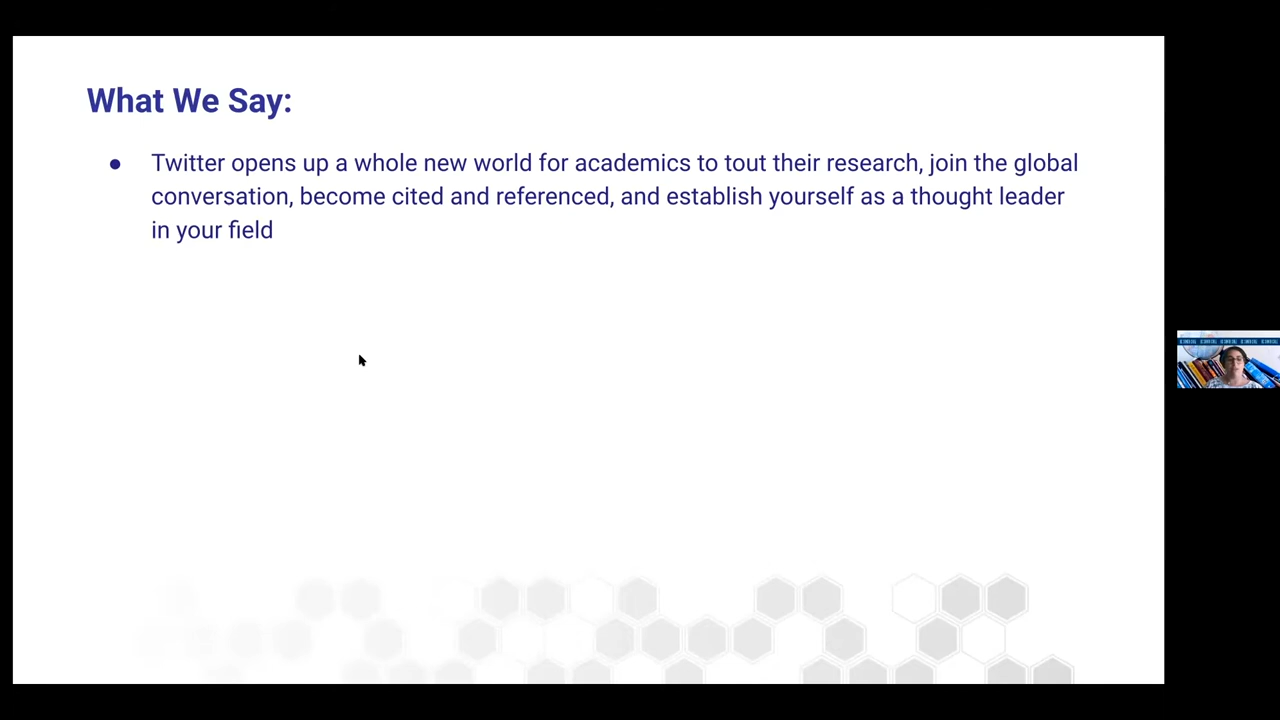 What We Say:
● Twitter opens up a whole new world for academics to tout their research, join the global
conversation, become cited and referenced, and establish yourself as a thought leader
in your field